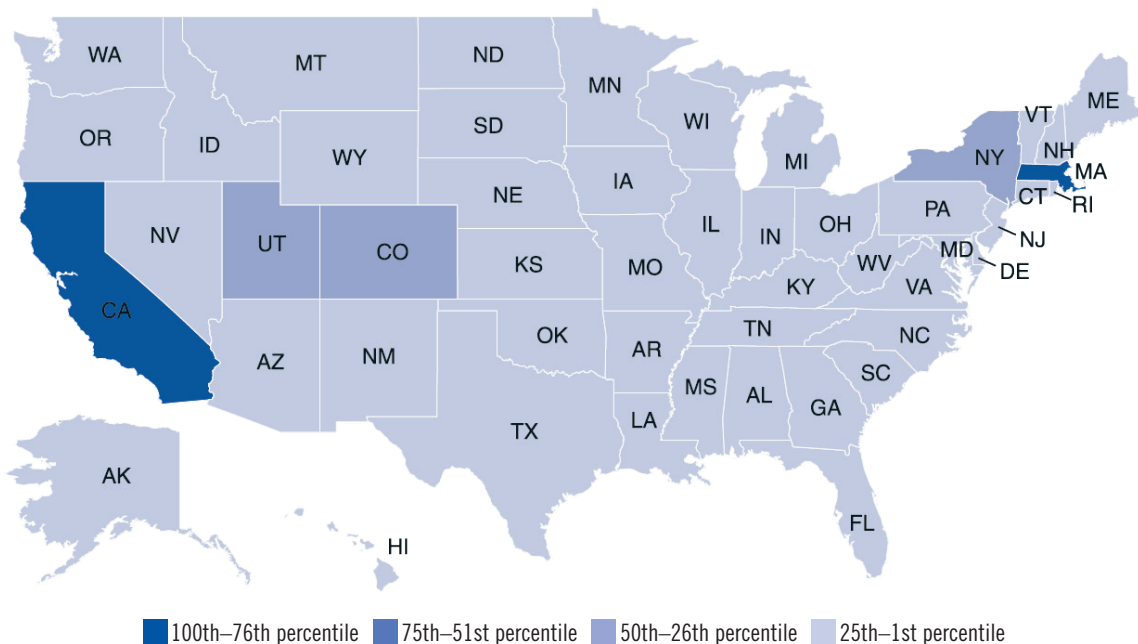 WA
MT
ND
MN
ME
VT
OR
ID
SD
WI
NH
NY
WY
MI
MA
IA
CT
RI
NE
PA
NV
UT
CO
IL
IN
OH
NJ
MD
WV
DE
KS
MO
KY
VA
CA
TN
NC
OK
AZ
NM
AR
SC
MS
AL
GA
LA
TX
AK
FL
HI
100th–76th percentile 75th–51st percentile 50th–26th percentile 25th–1st percentile